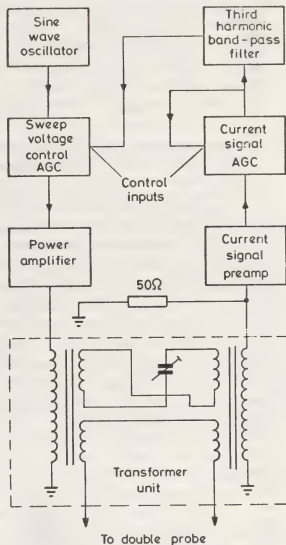 Sine
wave
oscillator
Third
harmonic
band-pass
filter
Sweep
voltage
control
AGC
Current
signal
AGC
Control
inputs
Power
amplifier
Current
signal
preamp
50Ω
Transformer
unit
To double probe